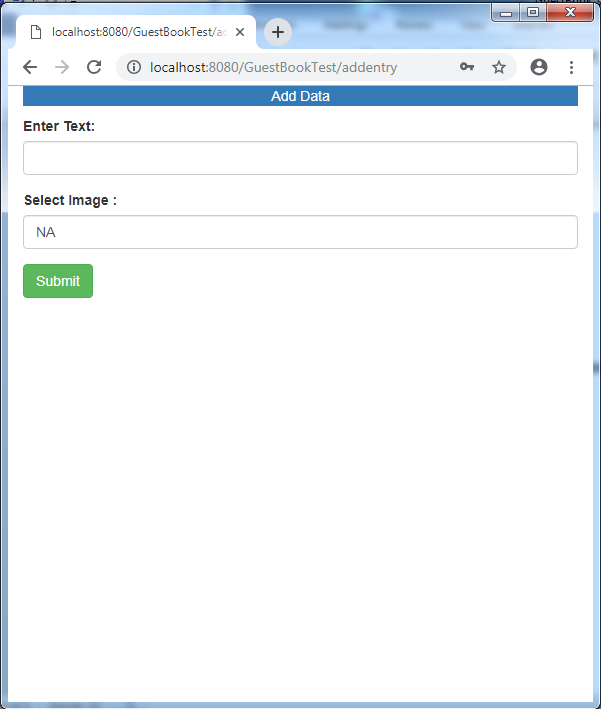 localhost:8080/GuestBookTest/ad
localhost:8080/GuestBookTest/addentry
Add Data
Enter Text:
Select Image :
NA
Submit